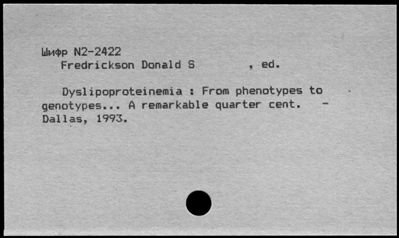 Шифр N2-2422
Fredrickson Donald S , ed.
Dyslipoproteinemia : From phenotypes to
genotypes... A remarkable quarter cent. -
Dallas, 1993.